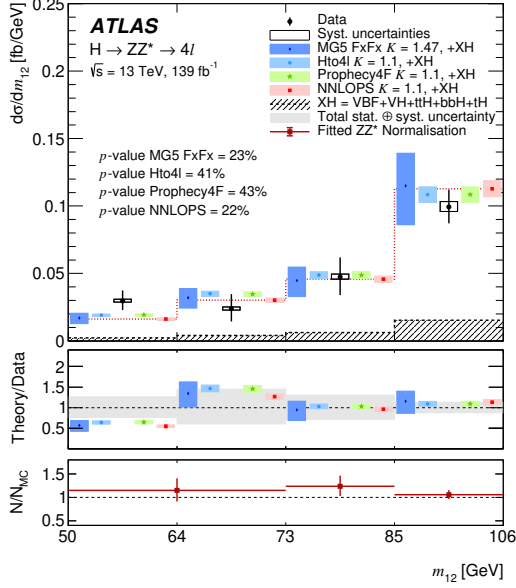 ATLAS
H → ZZ* → 4l
√s = 13 TeV, 139 fb⁻¹
Data
Syst. uncertainties
MG5 FxFx K = 1.47, +XH
Hto4l K = 1.1, +XH
Prophecy4F K = 1.1, +XH
NNLOPS K = 1.1, +XH
XH = VBF+VH+ttH+bbH+tH
Total stat. ⊕ syst. uncertainty
Fitted ZZ* Normalisation
p-value MG5 FxFx = 23%
p-value Hto4l = 41%
p-value Prophecy4F = 43%
p-value NNLOPS = 22%
dσ/dm₁₂ [fb/GeV]
0.25
0.2
0.15
0.1
0.05
0
Theory/Data
2
1.5
1
0.5
N/N_MC
1.5
1
0.5
50 64 73 85 106
m₁₂ [GeV]